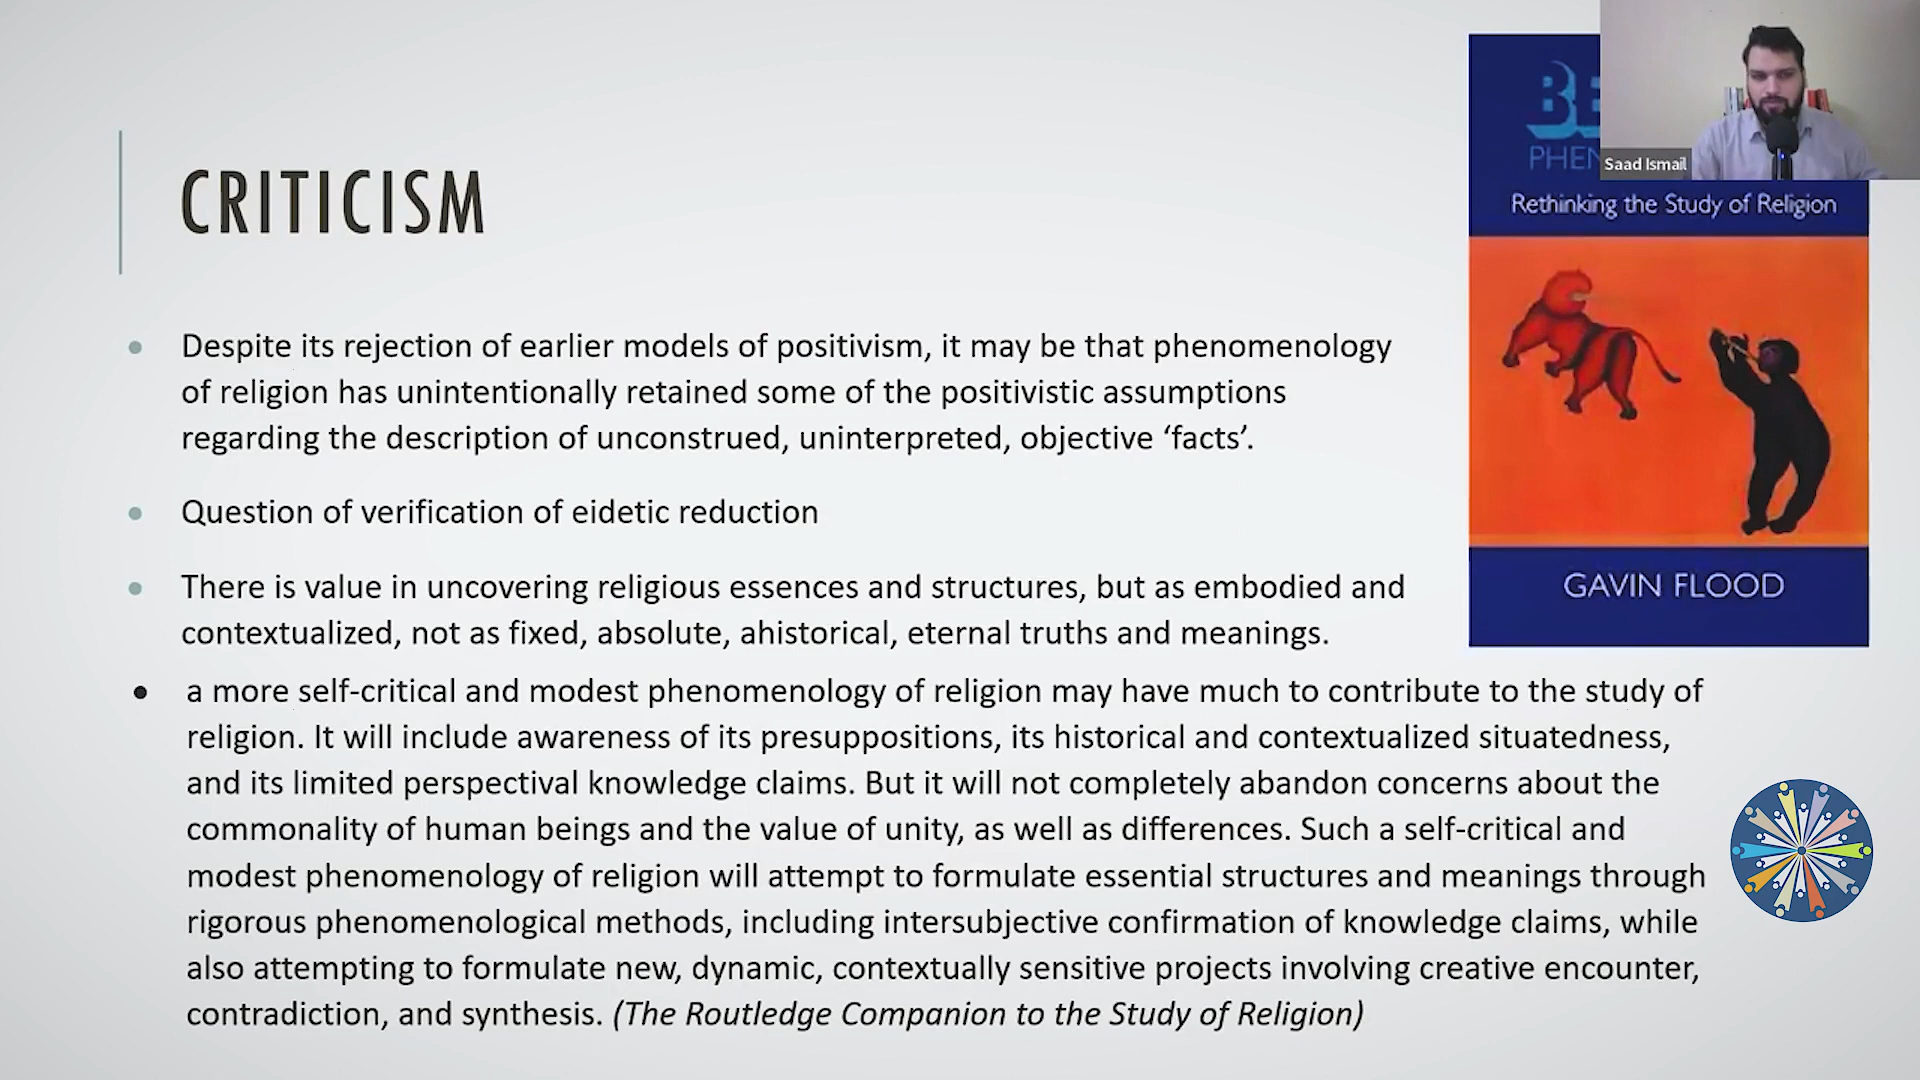 CRITICISM
Despite its rejection of earlier models of positivism, it may be that phenomenology
of religion has unintentionally retained some of the positivistic assumptions
regarding the description of unconstrued, uninterpreted, objective ‘facts’.
Question of verification of eidetic reduction
There is value in uncovering religious essences and structures, but as embodied and
contextualized, not as fixed, absolute, ahistorical, eternal truths and meanings.
a more self-critical and modest phenomenology of religion may have much to contribute to the study of
religion. It will include awareness of its presuppositions, its historical and contextualized situatedness,
and its limited perspectival knowledge claims. But it will not completely abandon concerns about the
commonality of human beings and the value of unity, as well as differences. Such a self-critical and
modest phenomenology of religion will attempt to formulate essential structures and meanings through
rigorous phenomenological methods, including intersubjective confirmation of knowledge claims, while
also attempting to formulate new, dynamic, contextually sensitive projects involving creative encounter,
contradiction, and synthesis. (The Routledge Companion to the Study of Religion)
Saad Ismail
Rethinking the Study of Religion
GAVIN FLOOD